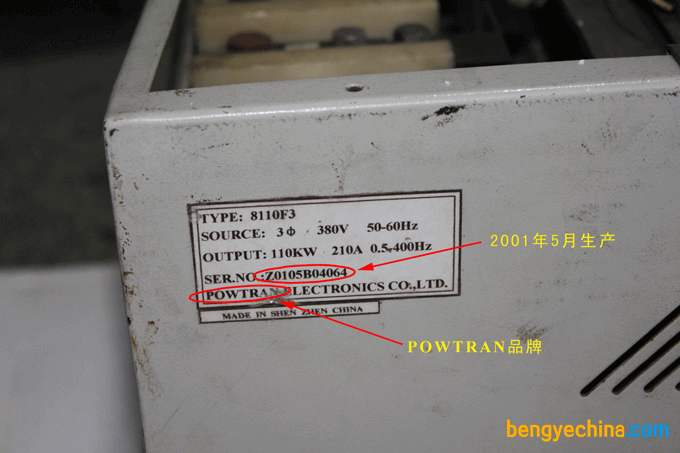 TYPE: 8110F3
SOURCE: 3φ 380V 50-60Hz
OUTPUT: 110KW 210A 0.5~400Hz
SER.NO.:Z0105B04064
POWTRAN ELECTRONICS CO.,LTD.
MADE IN SHEN ZHEN CHINA
2001年5月生产
POWTRAN品牌
bengyechina.com